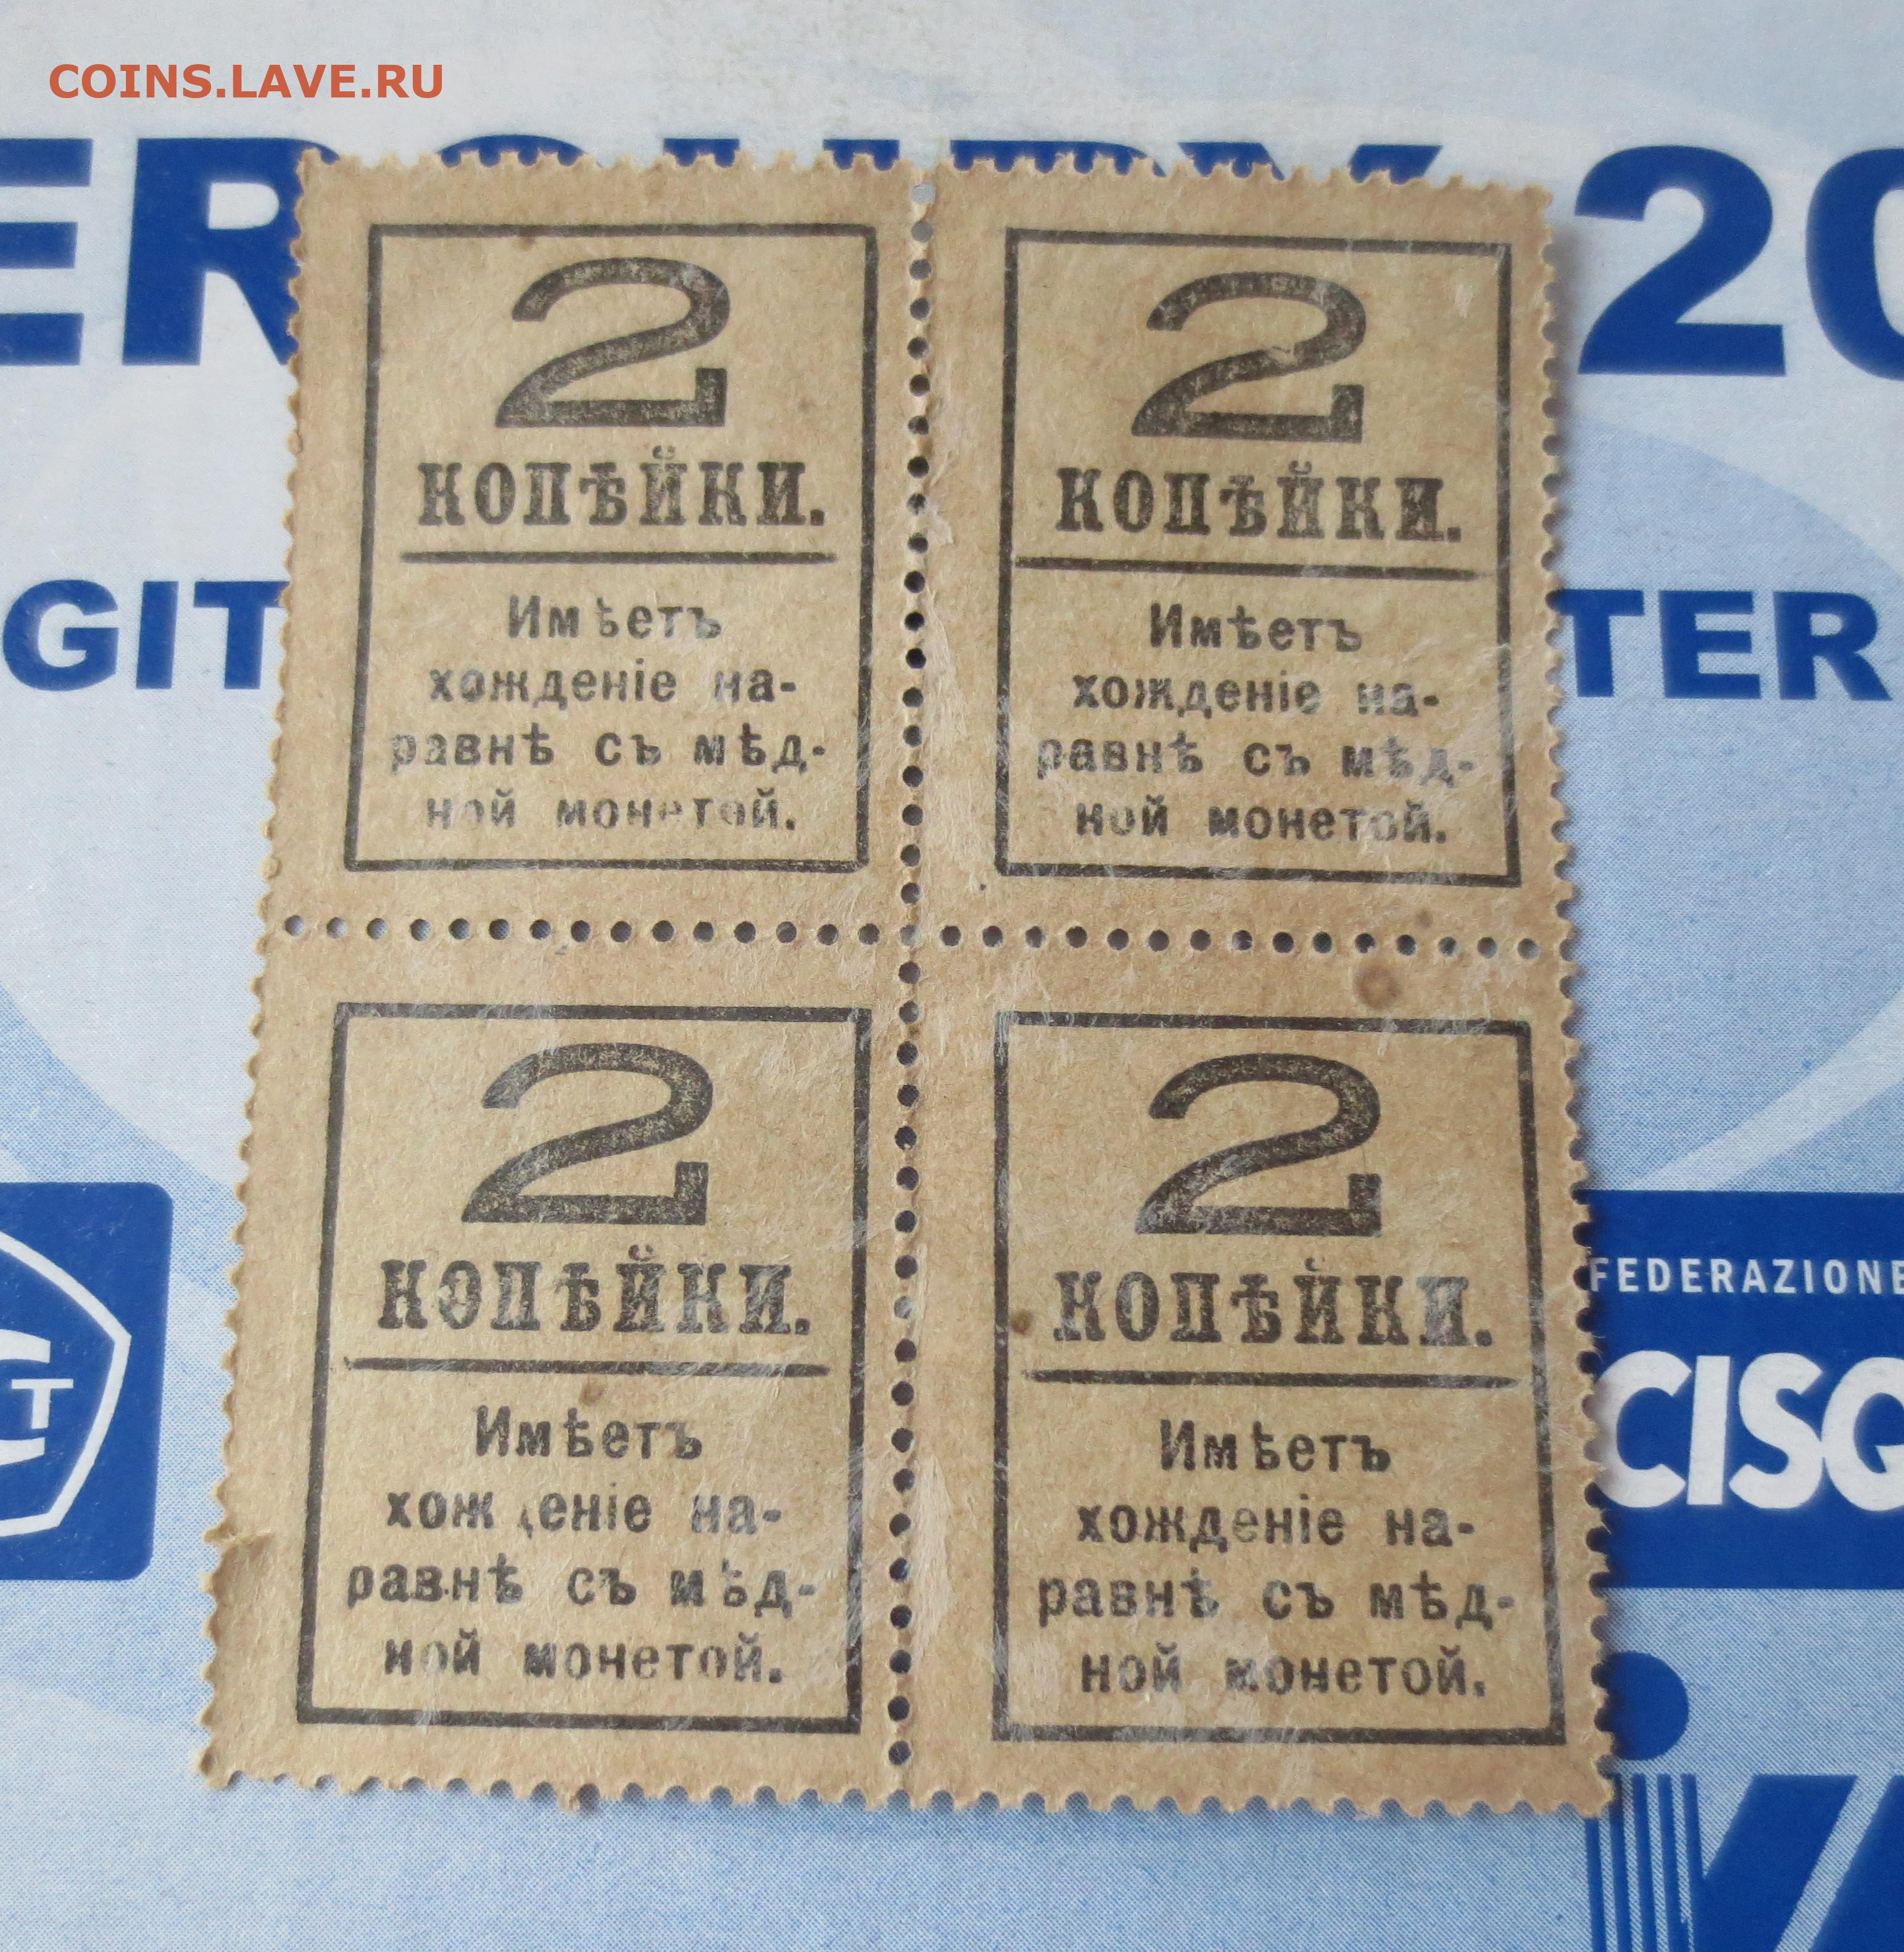 COINS.LAVE.RU
20
GIT
TER
2
КОПѢЙКИ.
Имѣетъ
хожденіе на-
равнѣ съ мѣд-
ной монетой.
2
КОПѢЙКИ.
Имѣетъ
хожденіе на-
равнѣ съ мѣд-
ной монетой.
2
КОПѢЙКИ.
Имѣетъ
хожденіе на-
равнѣ съ мѣд-
ной монетой.
2
КОПѢЙКИ.
Имѣетъ
хожденіе на-
равнѣ съ мѣд-
ной монетой.
FEDERAZIONE
CISC